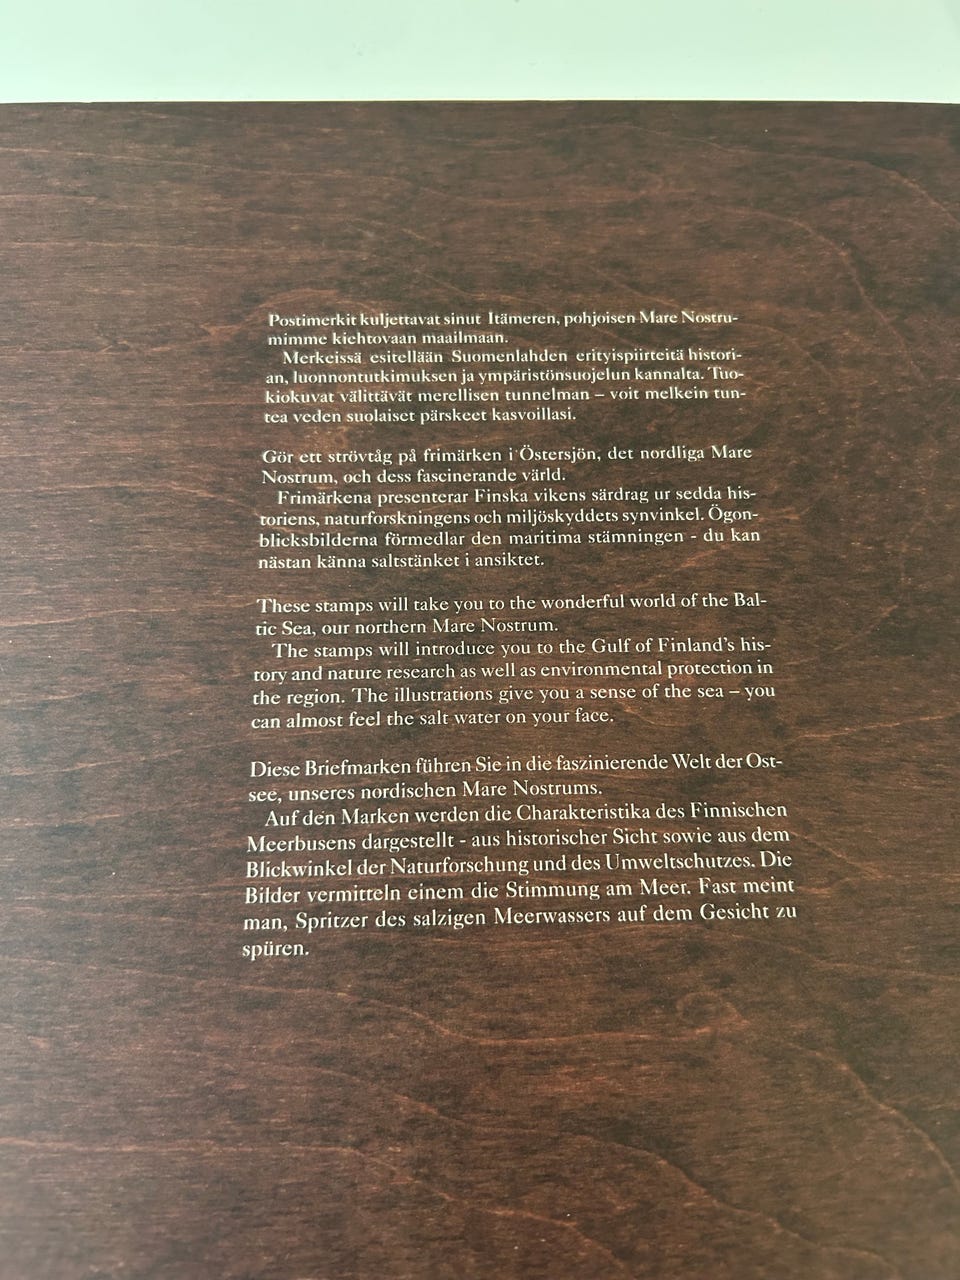 Postimerkit kuljettavat sinut Itämeren, pohjoisen Mare Nostru-
mimme kiehtovaan maailmaan.
Merkeissä esitellään Suomenlahden erityispiirteitä histori-
an, luonnontutkimuksen ja ympäristönsuojelun kannalta. Tuo-
kiokuvat välittävät merellisen tunnelman – voit melkein tun-
tea veden suolaiset pärskeet kasvoillasi.
Gör ett strövtåg på frimärken i Östersjön, det nordliga Mare
Nostrum, och dess fascinerande värld.
Frimärkena presenterar Finska vikens särdrag ur sedda his-
toriens, naturforskningens och miljöskyddets synvinkel. Ögon-
blicksbilderna förmedlar den maritima stämningen - du kan
nästan känna saltstänket i ansiktet.
These stamps will take you to the wonderful world of the Bal-
tic Sea, our northern Mare Nostrum.
The stamps will introduce you to the Gulf of Finland's his-
tory and nature research as well as environmental protection in
the region. The illustrations give you a sense of the sea – you
can almost feel the salt water on your face.
Diese Briefmarken führen Sie in die faszinierende Welt der Ost-
see, unseres nordischen Mare Nostrums.
Auf den Marken werden die Charakteristika des Finnischen
Meerbusens dargestellt - aus historischer Sicht sowie aus dem
Blickwinkel der Naturforschung und des Umweltschutzes. Die
Bilder vermitteln einem die Stimmung am Meer. Fast meint
man, Spritzer des salzigen Meerwassers auf dem Gesicht zu
spüren.